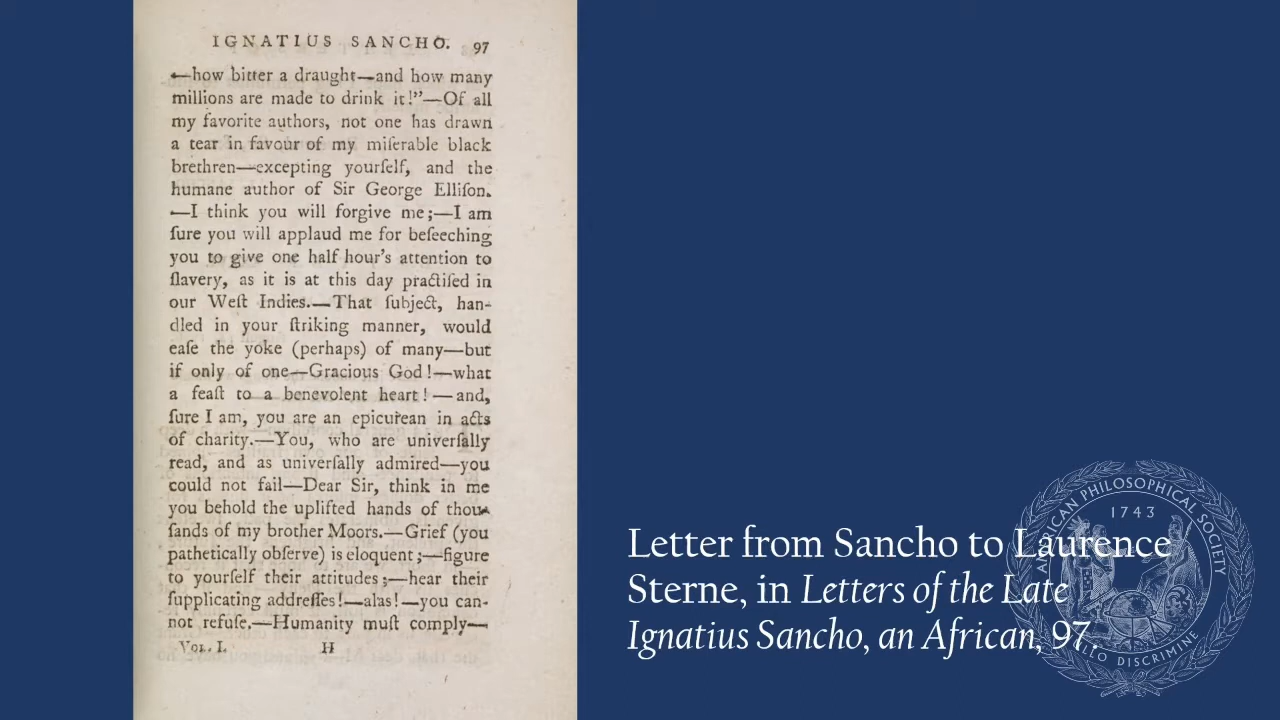 IGNATIUS SANCHO. 97
—how bitter a draught—and how many
millions are made to drink it!”—Of all
my favorite authors, not one has drawn
a tear in favour of my miſerable black
brethren—excepting yourſelf, and the
humane author of Sir George Elliſon.
—I think you will forgive me;—I am
ſure you will applaud me for beſeeching
you to give one half hour’s attention to
ſlavery, as it is at this day practiſed in
our Weſt Indies.—That ſubject, han-
dled in your ſtriking manner, would
eaſe the yoke (perhaps) of many—but
if only of one—Gracious God!—what
a feaſt to a benevolent heart!—and,
ſure I am, you are an epicurean in acts
of charity.—You, who are univerſally
read, and as univerſally admired—you
could not fail—Dear Sir, think in me
you behold the uplifted hands of thou-
ſands of my brother Moors.—Grief (you
pathetically obſerve) is eloquent;—figure
to yourſelf their attitudes;—hear their
ſupplicating addreſſes!—alas!—you can-
not refuſe.—Humanity muſt comply—
Vol. I. H
Letter from Sancho to Laurence
Sterne, in Letters of the Late
Ignatius Sancho, an African, 97.
AMERICAN PHILOSOPHICAL SOCIETY
1743
NULLO DISCRIMINE